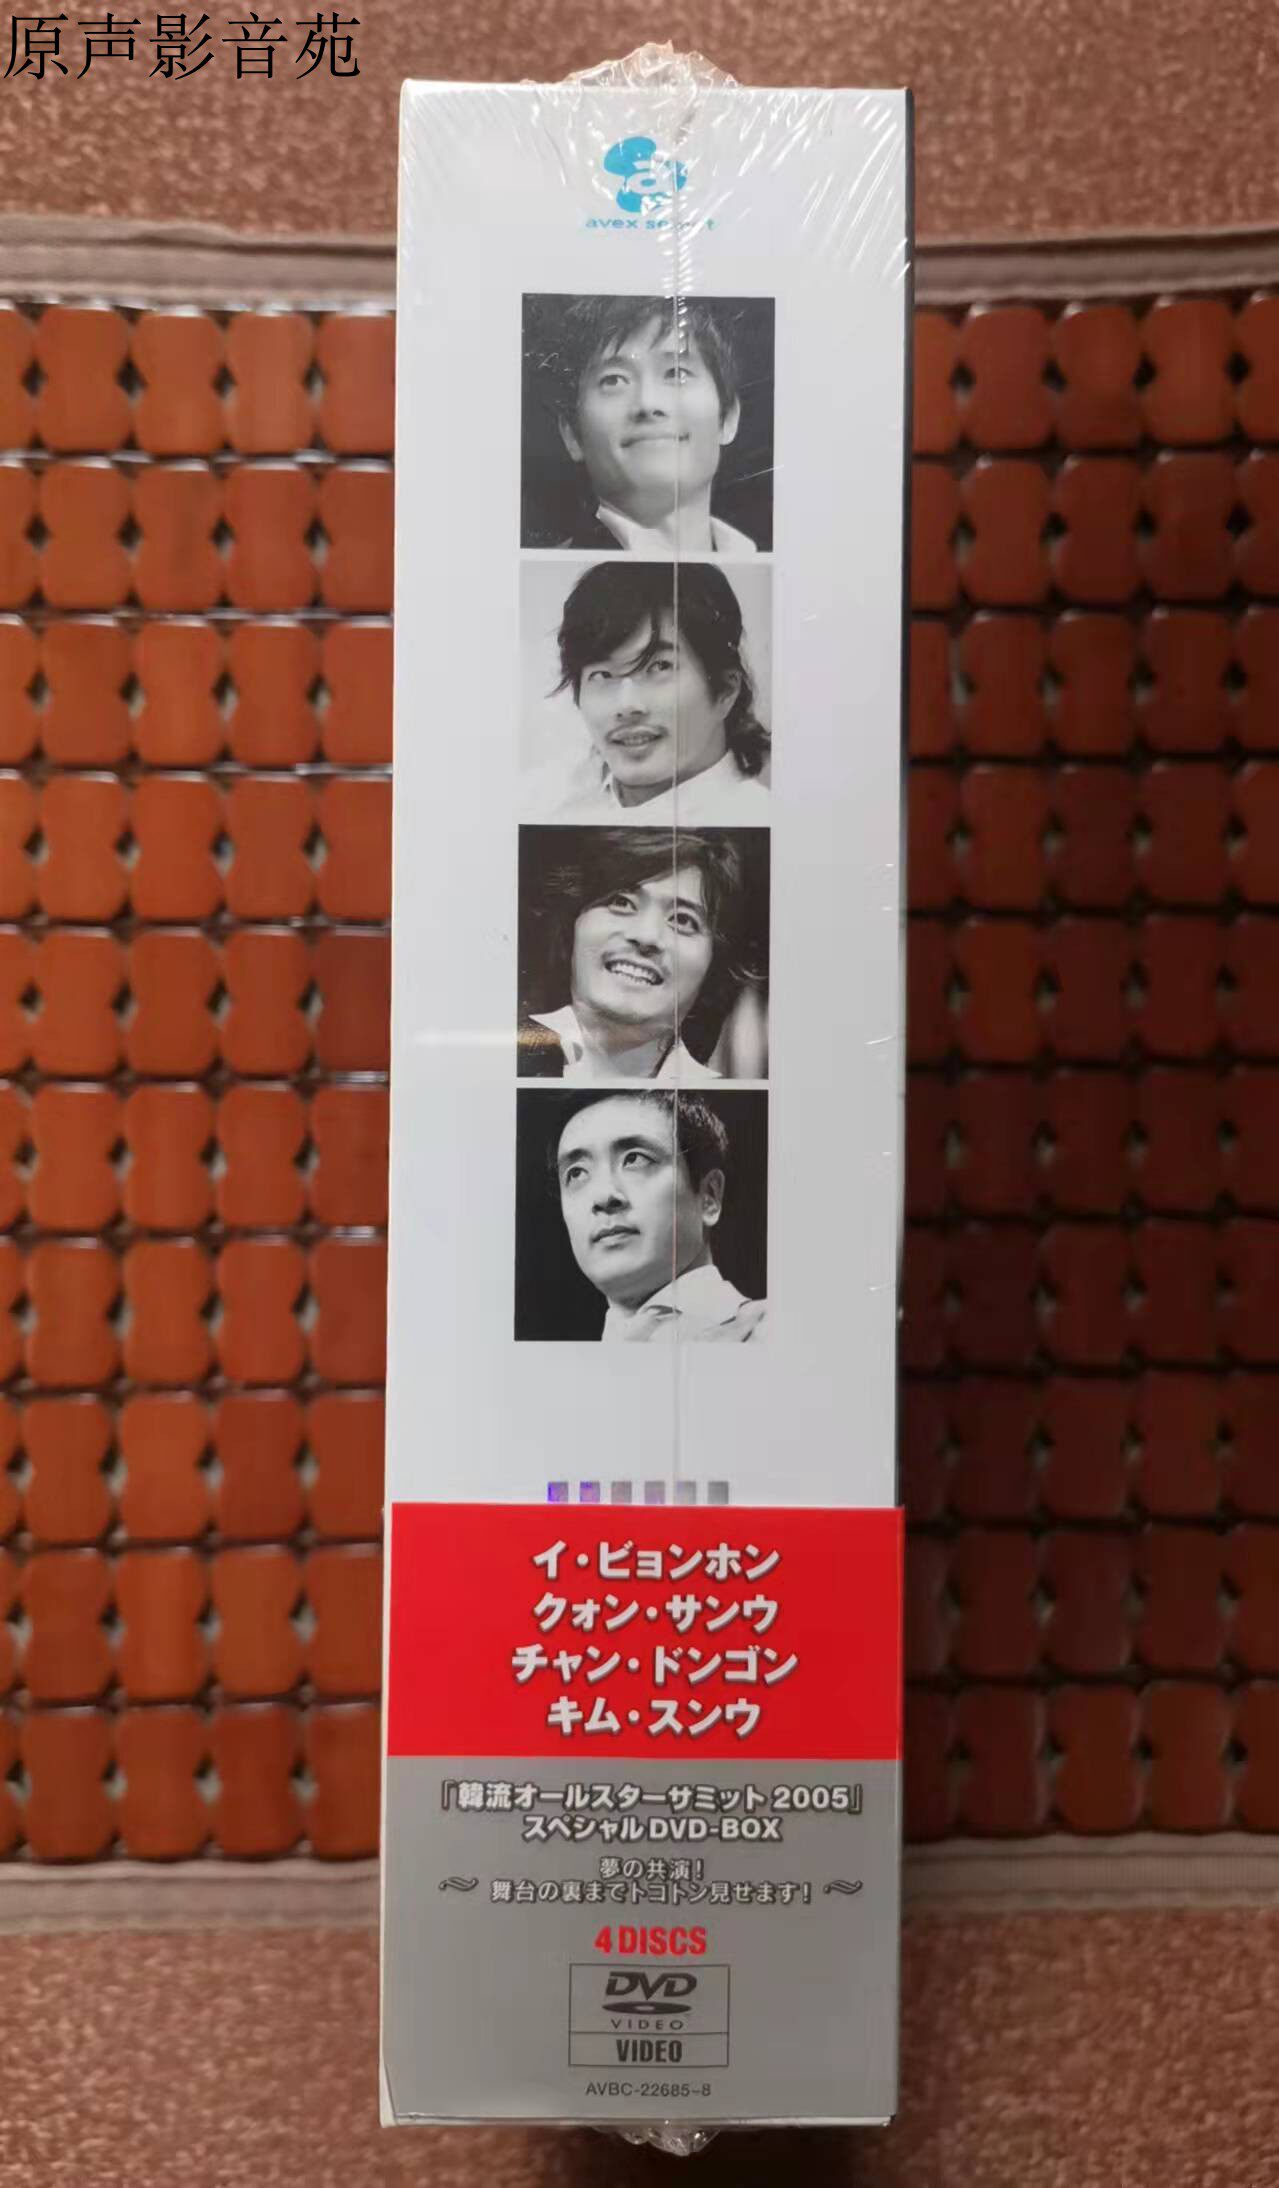 原声影音苑
a
avex
イ・ビョンホン
クォン・サンウ
チャン・ドンゴン
キム・スンウ
『韓流オールスターサミット2005』
スペシャルDVD-BOX
夢の共演!
～ 舞台の裏までトコトン見せます! ～
4 DISCS
DVD
VIDEO
VIDEO
AVBC-22685~8